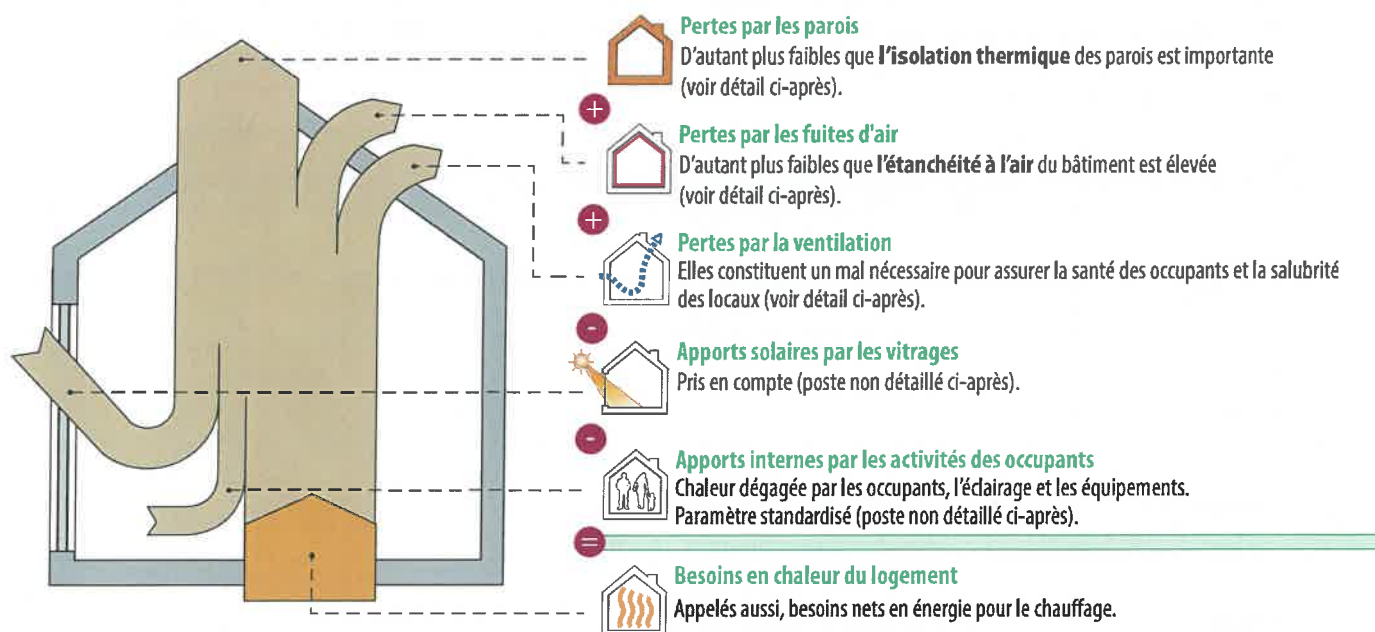 Pertes par les parois
D'autant plus faibles que l'isolation thermique des parois est importante
(voir détail ci-après).
+
Pertes par les fuites d'air
D'autant plus faibles que l'étanchéité à l'air du bâtiment est élevée
(voir détail ci-après).
+
Pertes par la ventilation
Elles constituent un mal nécessaire pour assurer la santé des occupants et la salubrité
des locaux (voir détail ci-après).
-
Apports solaires par les vitrages
Pris en compte (poste non détaillé ci-après).
-
Apports internes par les activités des occupants
Chaleur dégagée par les occupants, l'éclairage et les équipements.
Paramètre standardisé (poste non détaillé ci-après).
=
Besoins en chaleur du logement
Appelés aussi, besoins nets en énergie pour le chauffage.